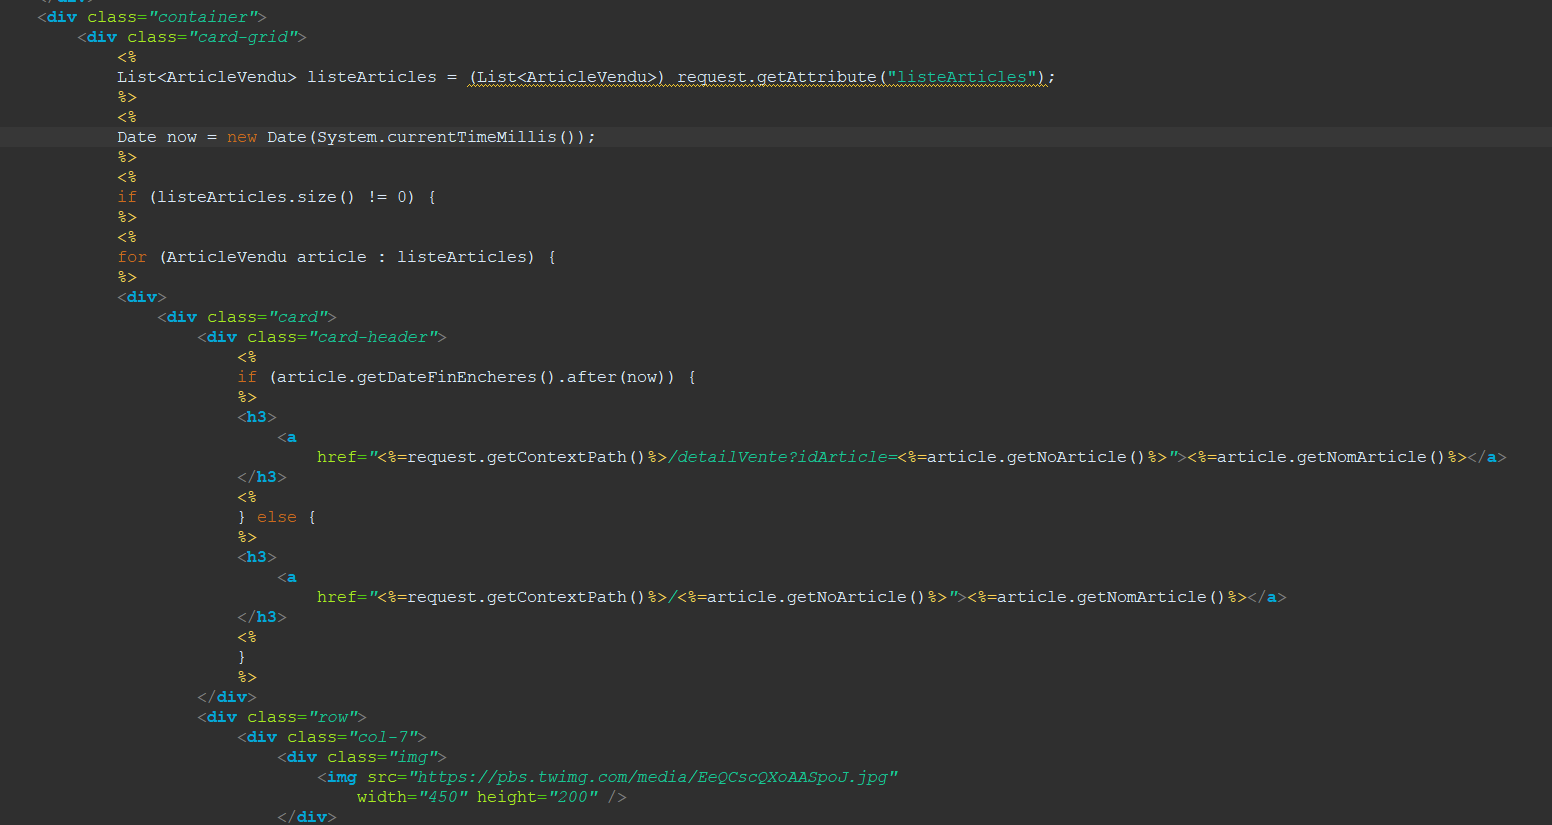 </div>
<div class="container">
<div class="card-grid">
<%
List<ArticleVendu> listeArticles = (List<ArticleVendu>) request.getAttribute("listeArticles");
%>
<%
Date now = new Date(System.currentTimeMillis());
%>
<%
if (listeArticles.size() != 0) {
%>
<%
for (ArticleVendu article : listeArticles) {
%>
<div>
<div class="card">
<div class="card-header">
<%
if (article.getDateFinEncheres().after(now)) {
%>
<h3>
<a
href="<%=request.getContextPath()%>/detailVente?idArticle=<%=article.getNoArticle()%>"><%=article.getNomArticle()%></a>
</h3>
<%
} else {
%>
<h3>
<a
href="<%=request.getContextPath()%>/<%=article.getNoArticle()%>"><%=article.getNomArticle()%></a>
</h3>
<%
}
%>
</div>
<div class="row">
<div class="col-7">
<div class="img">
<img src="https://pbs.twimg.com/media/EeQCscQXoAASpoJ.jpg"
width="450" height="200" />
</div>